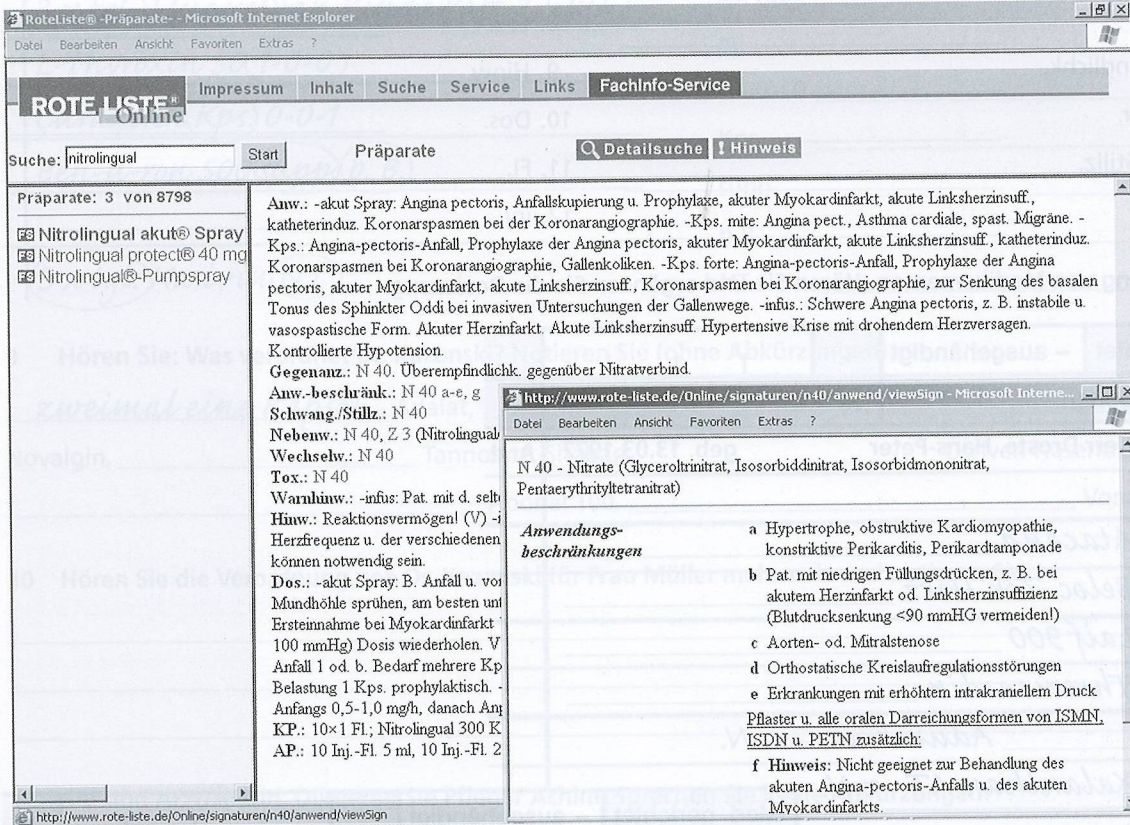 RoteListe® -Präparate- - Microsoft Internet Explorer
Datei Bearbeiten Ansicht Favoriten Extras ?
ROTE LISTE®
Online
Impressum Inhalt Suche Service Links FachInfo-Service
Suche: nitrolingual Start Präparate Detailsuche ! Hinweis
Präparate: 3 von 8798
FS Nitrolingual akut® Spray
FS Nitrolingual protect® 40 mg
FS Nitrolingual®-Pumpspray
Anw.: -akut Spray: Angina pectoris, Anfallskupierung u. Prophylaxe, akuter Myokardinfarkt, akute Linksherzinsuff.,
katheterinduz. Koronarspasmen bei der Koronarangiographie. -Kps. mite: Angina pect., Asthma cardiale, spast. Migräne. -
Kps.: Angina-pectoris-Anfall, Prophylaxe der Angina pectoris, akuter Myokardinfarkt, akute Linksherzinsuff., katheterinduz.
Koronarspasmen bei Koronarangiographie, Gallenkoliken. -Kps. forte: Angina-pectoris-Anfall, Prophylaxe der Angina
pectoris, akuter Myokardinfarkt, akute Linksherzinsuff., Koronarspasmen bei Koronarangiographie, zur Senkung des basalen
Tonus des Sphinkter Oddi bei invasiven Untersuchungen der Gallenwege. -infus.: Schwere Angina pectoris, z. B. instabile u.
vasospastische Form. Akuter Herzinfarkt. Akute Linksherzinsuff. Hypertensive Krise mit drohendem Herzversagen.
Kontrollierte Hypotension.
Gegenanz.: N 40. Überempfindlichk. gegenüber Nitratverbind.
Anw.-beschränk.: N 40 a-e, g
Schwang./Stillz.: N 40
Nebenw.: N 40, Z 3 (Nitrolingual
Wechselw.: N 40
Tox.: N 40
Warnhinw.: -infus: Pat. mit d. selt
Hinw.: Reaktionsvermögen! (V) -i
Herzfrequenz u. der verschiedenen
können notwendig sein.
Dos.: -akut Spray: B. Anfall u. vor
Mundhöhle sprühen, am besten unt
Ersteinnahme bei Myokardinfarkt
100 mmHg) Dosis wiederholen. V
Anfall 1 od. b. Bedarf mehrere Kp
Belastung 1 Kps. prophylaktisch. -
Anfangs 0,5-1,0 mg/h, danach Anp
KP.: 10×1 Fl.; Nitrolingual 300 K
AP.: 10 Inj.-Fl. 5 ml, 10 Inj.-Fl. 2
http://www.rote-liste.de/Online/signaturen/n40/anwend/viewSign - Microsoft Interne...
Datei Bearbeiten Ansicht Favoriten Extras ?
N 40 - Nitrate (Glyceroltrinitrat, Isosorbiddinitrat, Isosorbidmononitrat,
Pentaerythrityltetranitrat)
Anwendungs-
beschränkungen
a Hypertrophe, obstruktive Kardiomyopathie,
konstriktive Perikarditis, Perikardtamponade
b Pat. mit niedrigen Füllungsdrücken, z. B. bei
akutem Herzinfarkt od. Linksherzinsuffizienz
(Blutdrucksenkung <90 mmHG vermeiden!)
c Aorten- od. Mitralstenose
d Orthostatische Kreislaufregulationsstörungen
e Erkrankungen mit erhöhtem intrakraniellem Druck
Pflaster u. alle oralen Darreichungsformen von ISMN,
ISDN u. PETN zusätzlich:
f Hinweis: Nicht geeignet zur Behandlung des
akuten Angina-pectoris-Anfalls u. des akuten
Myokardinfarkts.
http://www.rote-liste.de/Online/signaturen/n40/anwend/viewSign